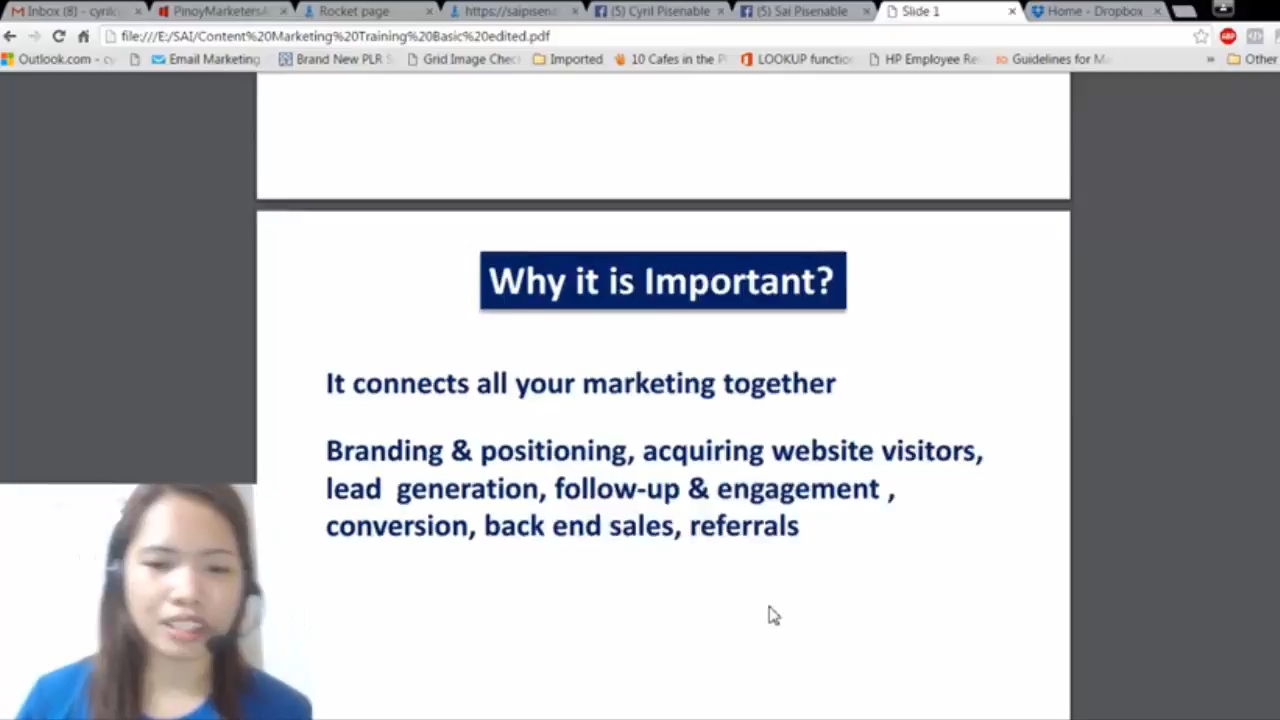 Inbox (8) - cyril
PinoyMarketers
Rocket page
https://saipisen
(5) Cyril Pisenable
(5) Sai Pisenable
Slide 1
Home - Dropbox
file:///E:/SAI/Content%20Marketing%20Training%20Basic%20edited.pdf
Outlook.com - cy
Email Marketing
Brand New PLR S
Grid Image Chec
Imported
10 Cafes in the P
LOOKUP functio
HP Employee Re
Guidelines for Ma
»
Other
Why it is Important?
It connects all your marketing together
Branding & positioning, acquiring website visitors,
lead generation, follow-up & engagement ,
conversion, back end sales, referrals